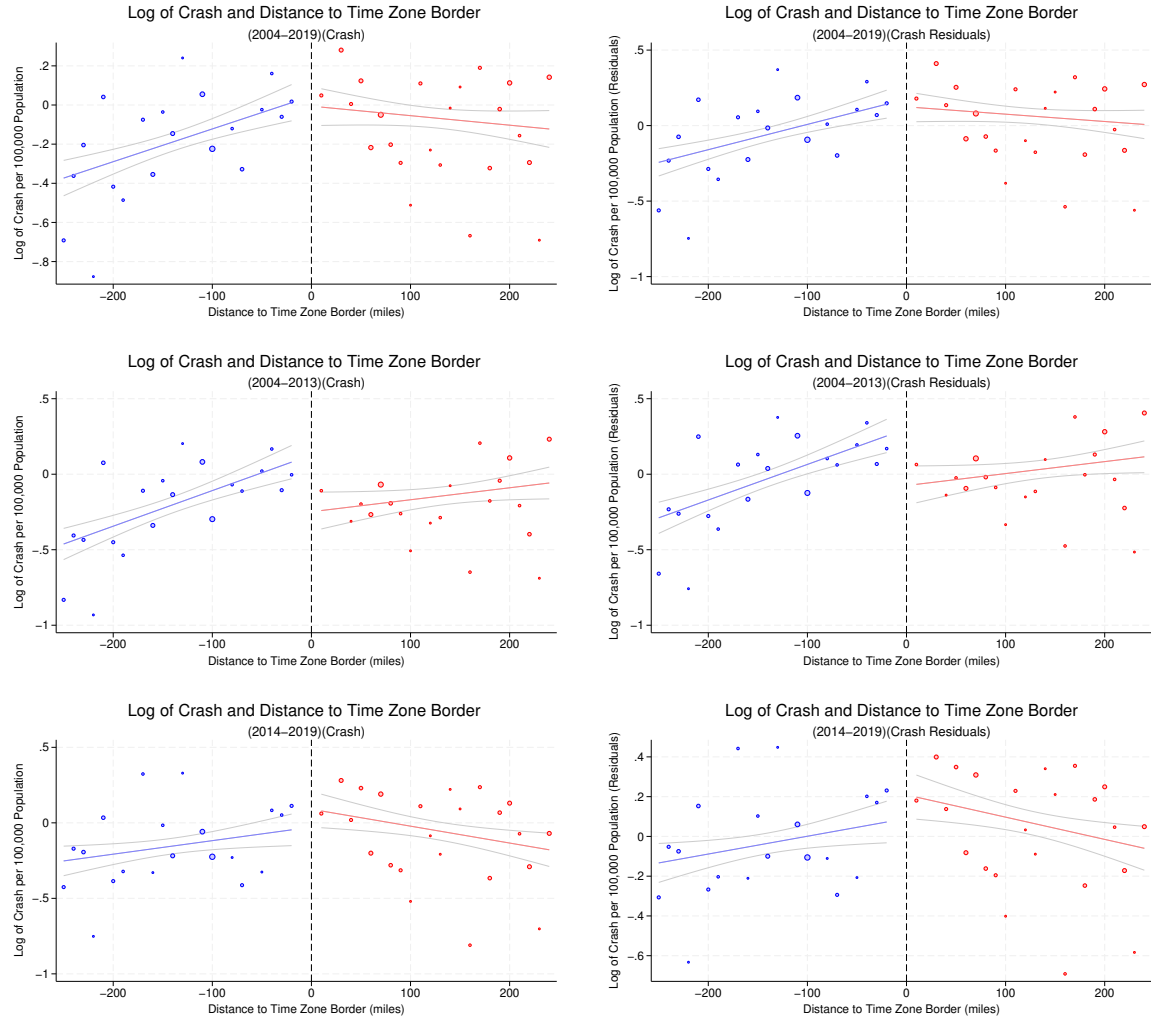 Log of Crash and Distance to Time Zone Border
(2004−2019)(Crash)
Log of Crash per 100,000 Population
.2
0
−.2
−.4
−.6
−.8
−200
−100
0
100
200
Distance to Time Zone Border (miles)
Log of Crash and Distance to Time Zone Border
(2004−2019)(Crash Residuals)
Log of Crash per 100,000 Population (Residuals)
.5
0
−.5
−1
−200
−100
0
100
200
Distance to Time Zone Border (miles)
Log of Crash and Distance to Time Zone Border
(2004−2013)(Crash)
Log of Crash per 100,000 Population
.5
0
−.5
−1
−200
−100
0
100
200
Distance to Time Zone Border (miles)
Log of Crash and Distance to Time Zone Border
(2004−2013)(Crash Residuals)
Log of Crash per 100,000 Population (Residuals)
.5
0
−.5
−1
−200
−100
0
100
200
Distance to Time Zone Border (miles)
Log of Crash and Distance to Time Zone Border
(2014−2019)(Crash)
Log of Crash per 100,000 Population
.5
0
−.5
−1
−200
−100
0
100
200
Distance to Time Zone Border (miles)
Log of Crash and Distance to Time Zone Border
(2014−2019)(Crash Residuals)
Log of Crash per 100,000 Population (Residuals)
.4
.2
0
−.2
−.4
−.6
−200
−100
0
100
200
Distance to Time Zone Border (miles)